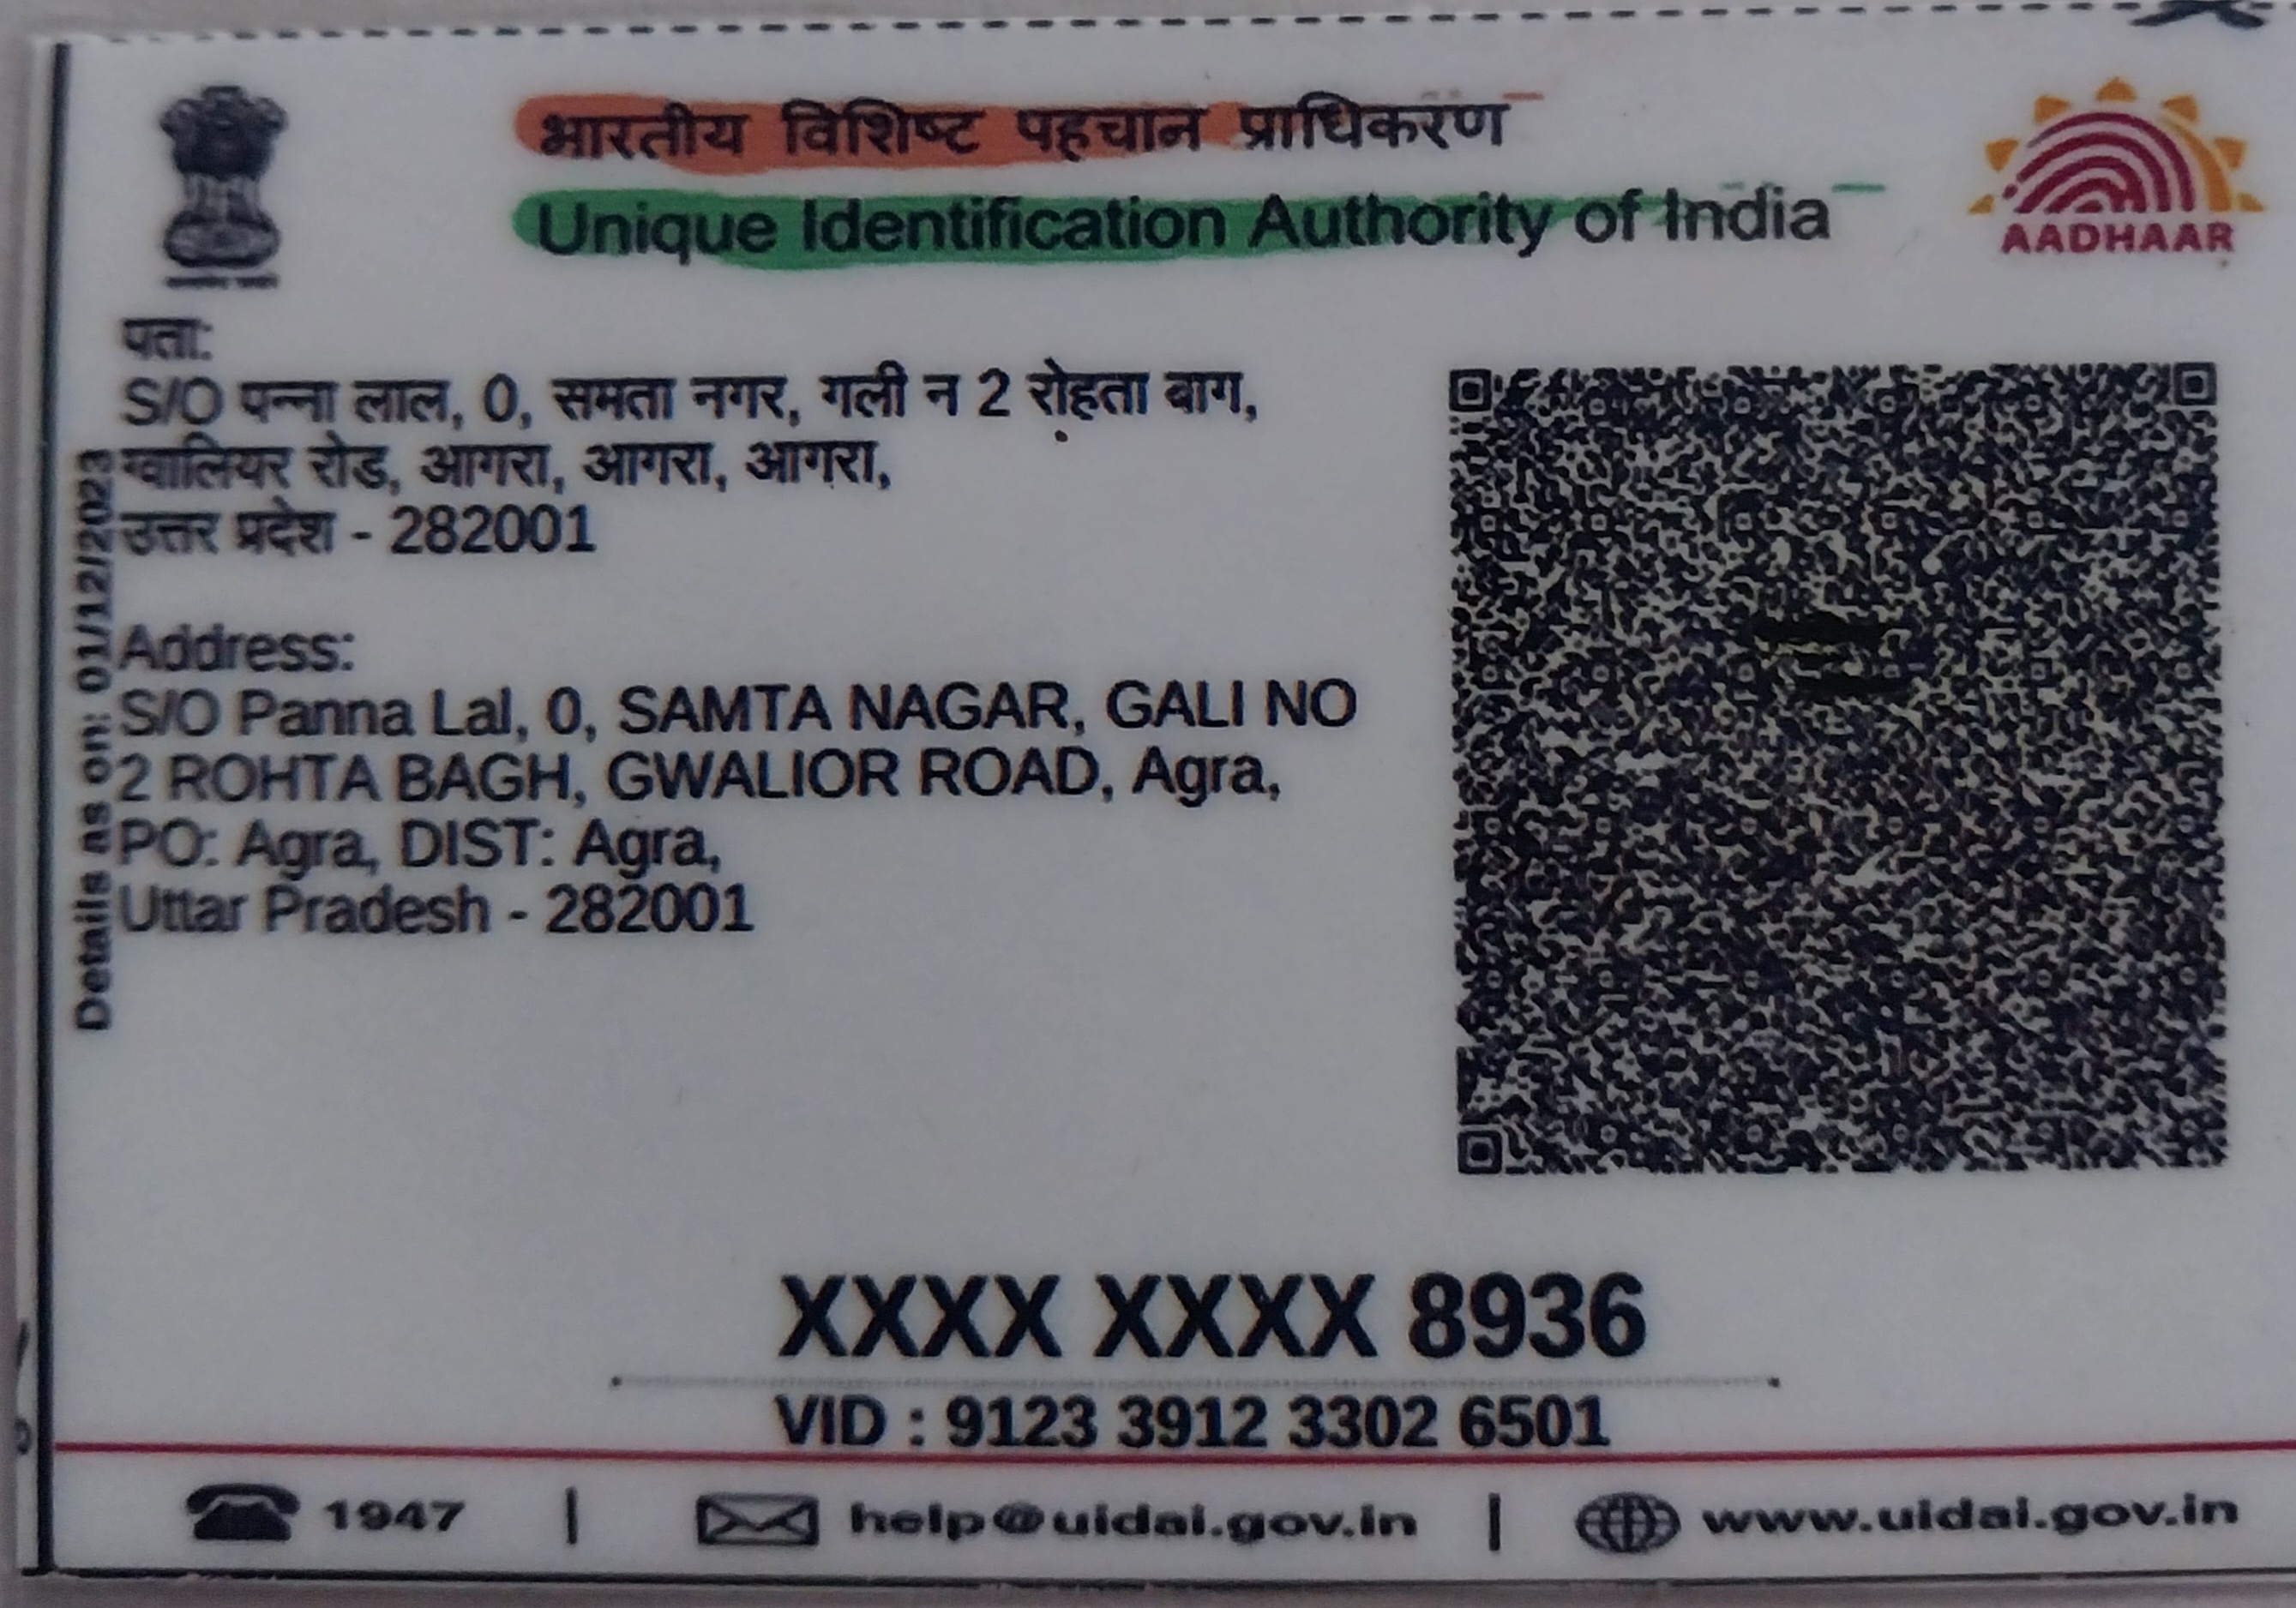 भारतीय विशिष्ट पहचान प्राधिकरण
Unique Identification Authority of India
AADHAAR
पता:
S/O पन्ना लाल, 0, समता नगर, गली न 2 रोहता बाग,
ग्वालियर रोड, आगरा, आगरा, आगरा,
उत्तर प्रदेश - 282001
Address:
S/O Panna Lal, 0, SAMTA NAGAR, GALI NO
2 ROHTA BAGH, GWALIOR ROAD, Agra,
PO: Agra, DIST: Agra,
Uttar Pradesh - 282001
Details as on: 01/12/2023
XXXX XXXX 8936
VID : 9123 3912 3302 6501
1947 | help@uidai.gov.in | www.uidai.gov.in